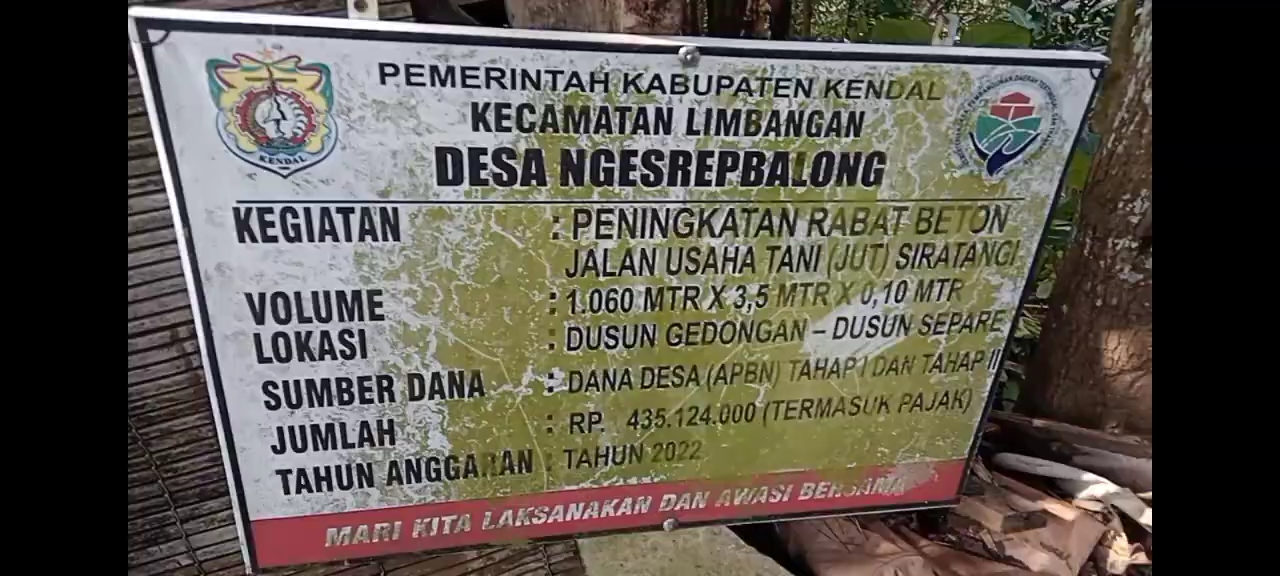 PEMERINTAH KABUPATEN KENDAL
KECAMATAN LIMBANGAN
DESA NGESREPBALONG
KENDAL
KEGIATAN : PENINGKATAN RABAT BETON
JALAN USAHA TANI (JUT) SIRATANGI
VOLUME : 1.060 MTR X 3,5 MTR X 0,10 MTR
LOKASI : DUSUN GEDONGAN – DUSUN SEPARE
SUMBER DANA : DANA DESA (APBN) TAHAP I DAN TAHAP II
JUMLAH : RP. 435.124.000 (TERMASUK PAJAK)
TAHUN ANGGARAN : TAHUN 2022
MARI KITA LAKSANAKAN DAN AWASI BERSAMA